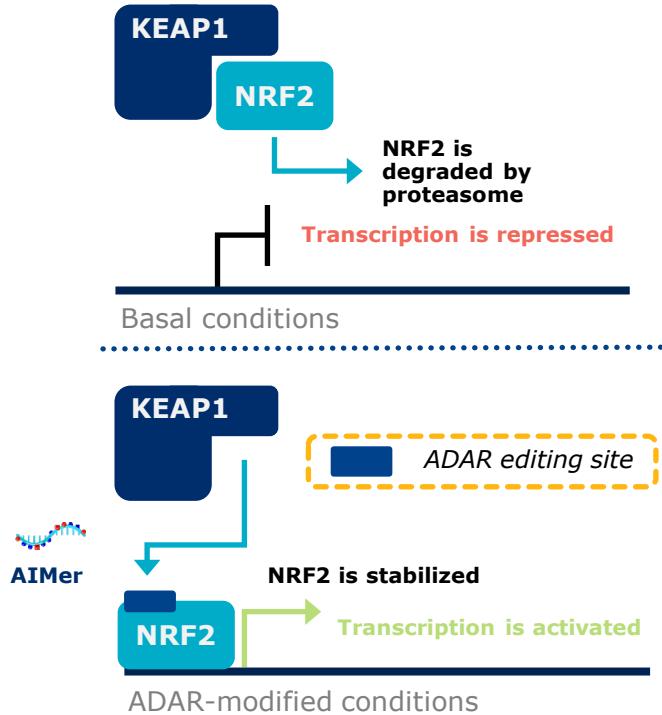 KEAP1
NRF2
NRF2 is
degraded by
proteasome
Transcription is repressed
Basal conditions
KEAP1
ADAR editing site
AIMer
NRF2 is stabilized
NRF2
Transcription is activated
ADAR-modified conditions